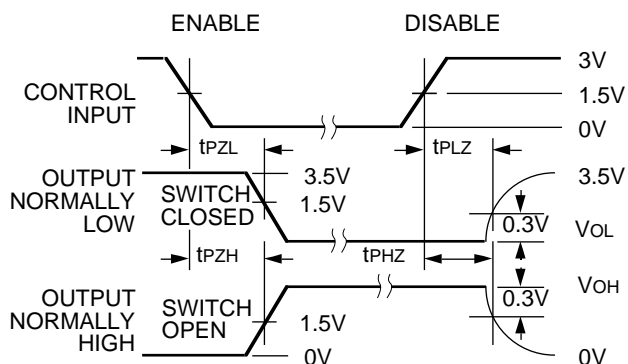 ENABLE DISABLE
3V
CONTROL
INPUT
1.5V
0V
tPZL tPLZ
OUTPUT
NORMALLY
LOW
SWITCH
CLOSED
3.5V 3.5V
1.5V
0.3V VOL
tPZH tPHZ
OUTPUT
NORMALLY
HIGH
SWITCH
OPEN
0.3V VOH
1.5V
0V 0V